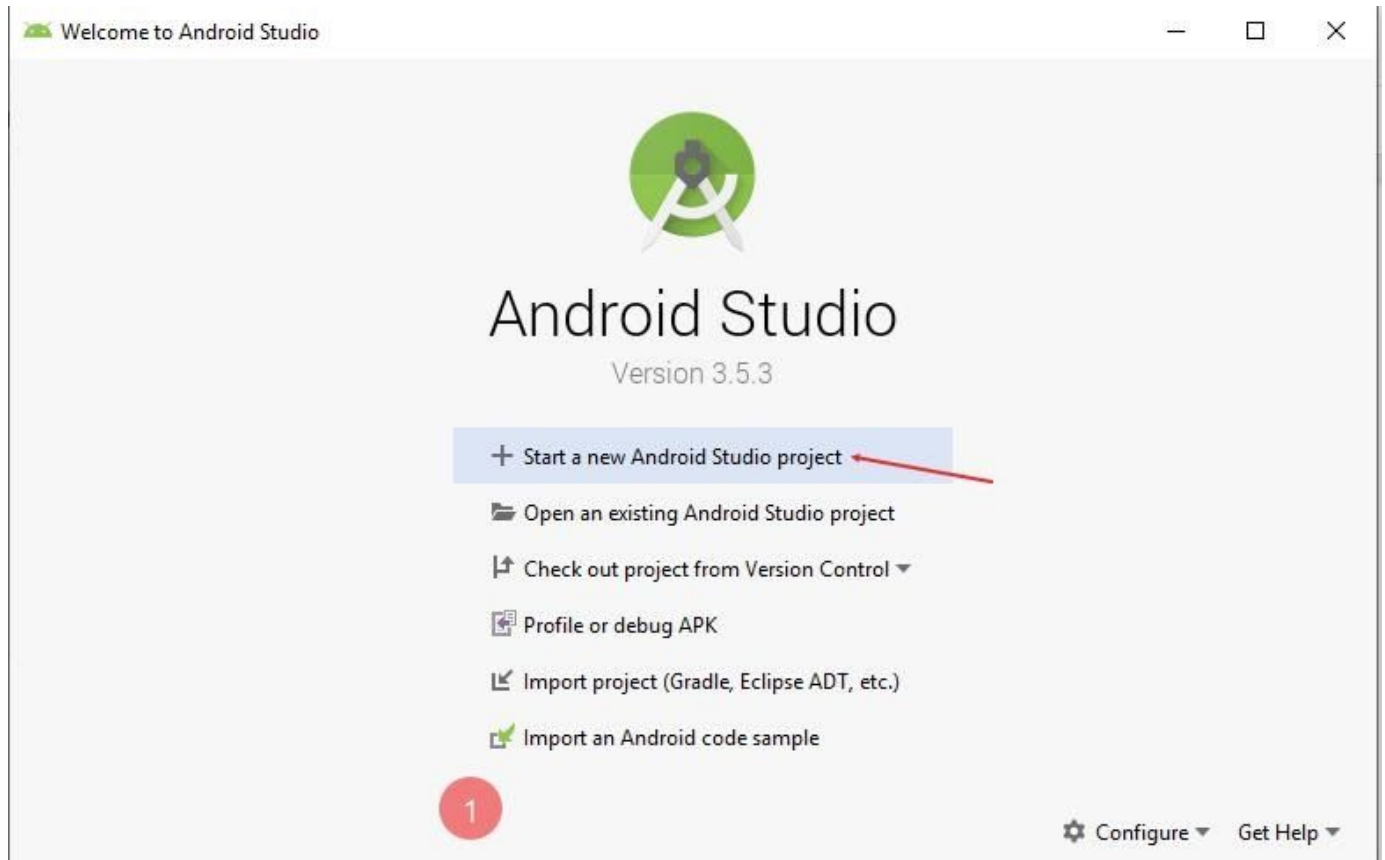 Welcome to Android Studio
Android Studio
Version 3.5.3
Start a new Android Studio project
Open an existing Android Studio project
Check out project from Version Control
Profile or debug APK
Import project (Gradle, Eclipse ADT, etc.)
Import an Android code sample
1
Configure Get Help